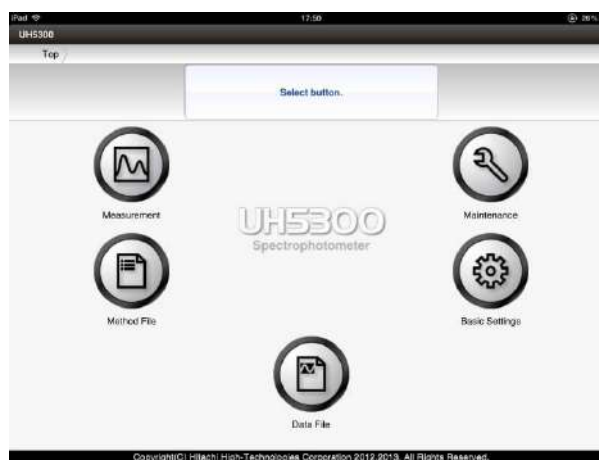 iPad 17:50 26%
UH5300
Top
Select button.
Measurement
Maintenance
UH5300
Spectrophotometer
Method File
Basic Settings
Data File
Copyright(C) Hitachi High-Technologies Corporation 2012,2013. All Rights Reserved.